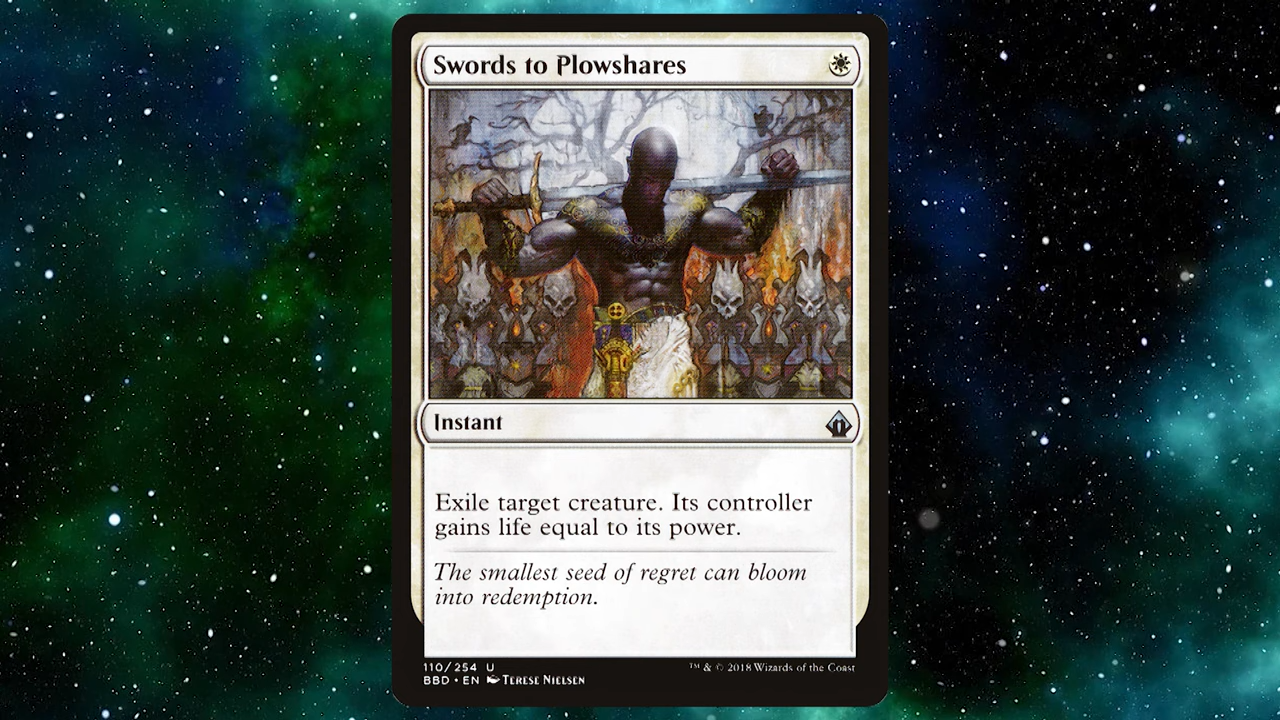 Swords to Plowshares
Instant
Exile target creature. Its controller
gains life equal to its power.
The smallest seed of regret can bloom
into redemption.
110/254 U
™ & © 2018 Wizards of the Coast
BBD • EN Terese Nielsen